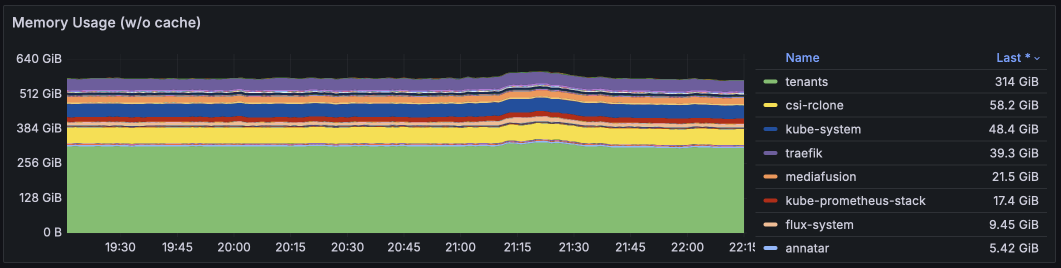 Memory Usage (w/o cache)
640 GiB
512 GiB
384 GiB
256 GiB
128 GiB
0 B
19:30 19:45 20:00 20:15 20:30 20:45 21:00 21:15 21:30 21:45 22:00 22:15
Name Last *
tenants 314 GiB
csi-rclone 58.2 GiB
kube-system 48.4 GiB
traefik 39.3 GiB
mediafusion 21.5 GiB
kube-prometheus-stack 17.4 GiB
flux-system 9.45 GiB
annatar 5.42 GiB